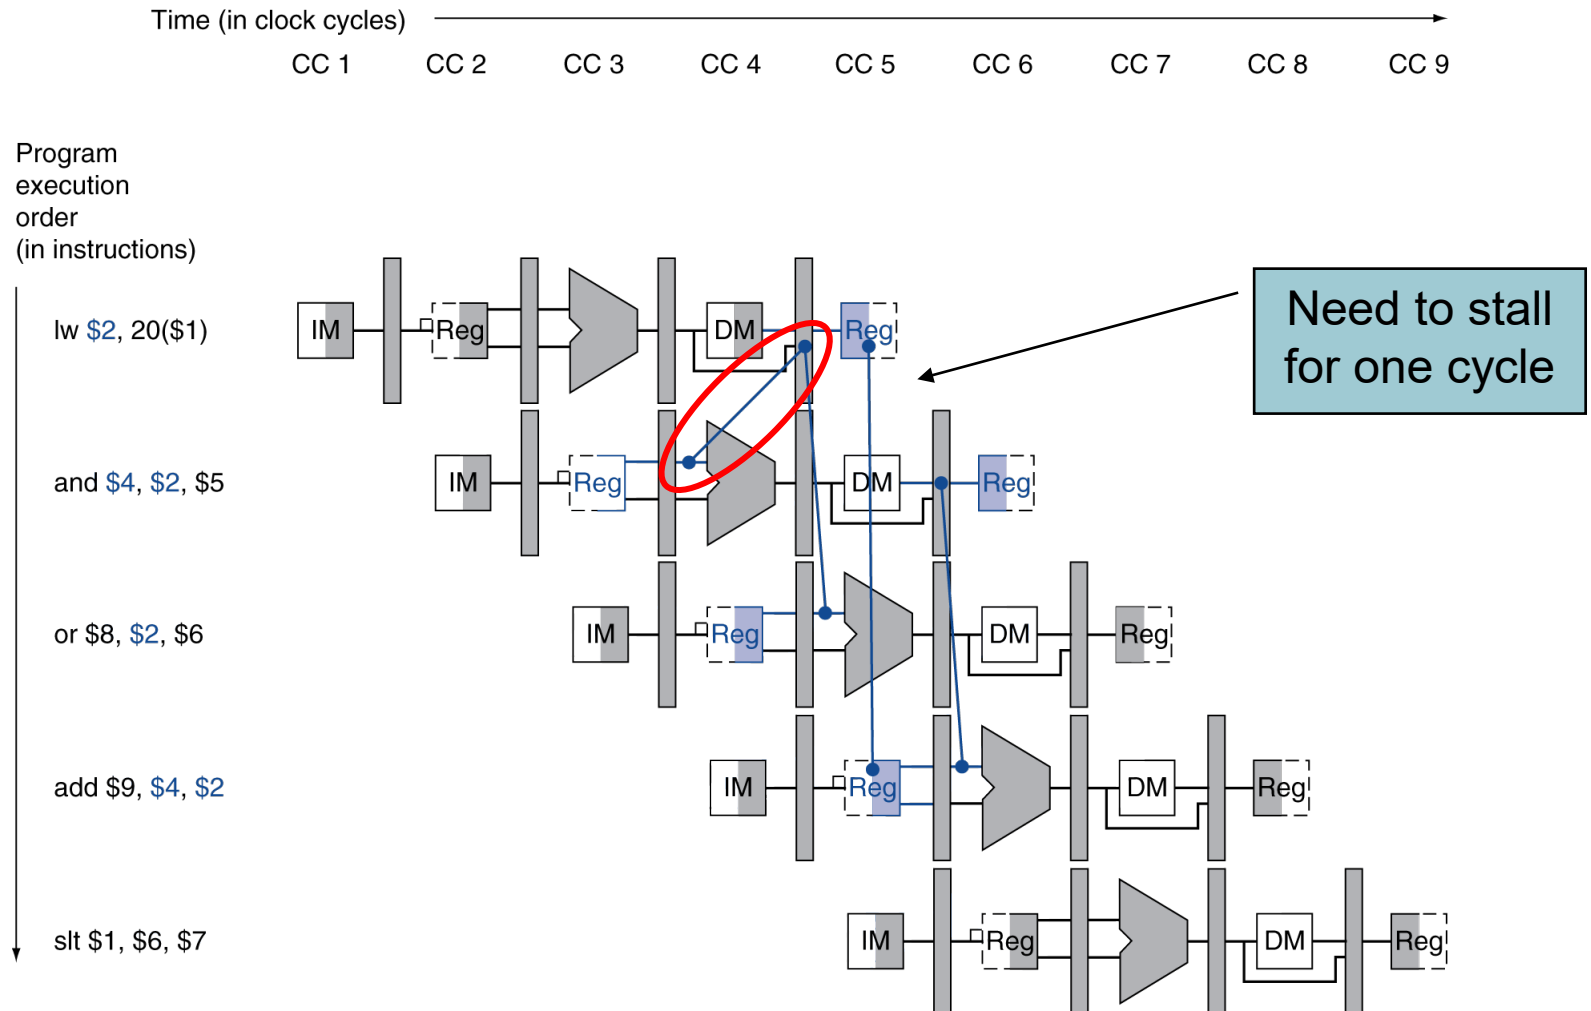 Time (in clock cycles)
CC 1 CC 2 CC 3 CC 4 CC 5 CC 6 CC 7 CC 8 CC 9
Program
execution
order
(in instructions)
Need to stall
for one cycle
lw $2, 20($1) IM Reg DM Reg
and $4, $2, $5 IM Reg DM Reg
or $8, $2, $6 IM Reg DM Reg
add $9, $4, $2 IM Reg DM Reg
slt $1, $6, $7 IM Reg DM Reg